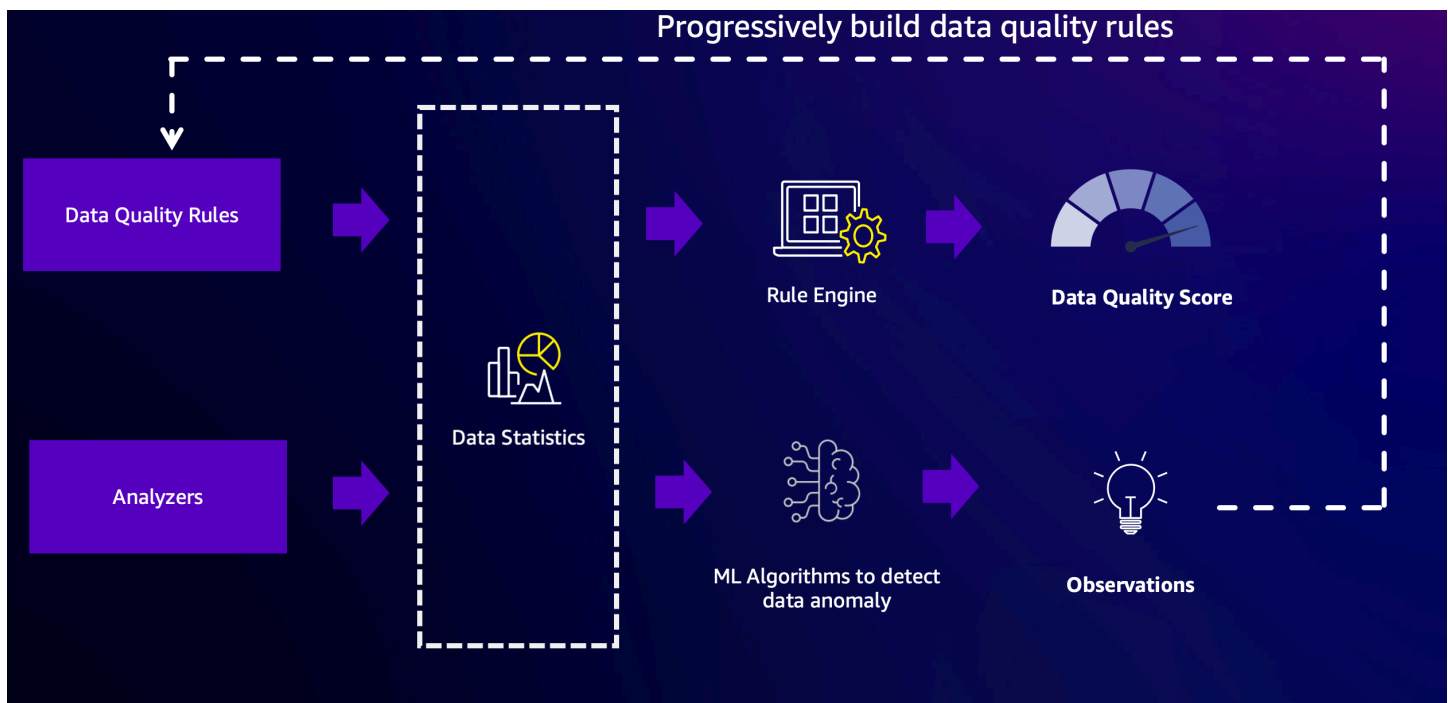 Progressively build data quality rules
Data Quality Rules
Rule Engine
Data Quality Score
Data Statistics
Analyzers
ML Algorithms to detect
data anomaly
Observations